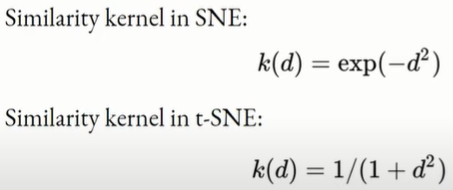 Similarity kernel in SNE:
k(d) = exp(−d²)
Similarity kernel in t-SNE:
k(d) = 1/(1 + d²)